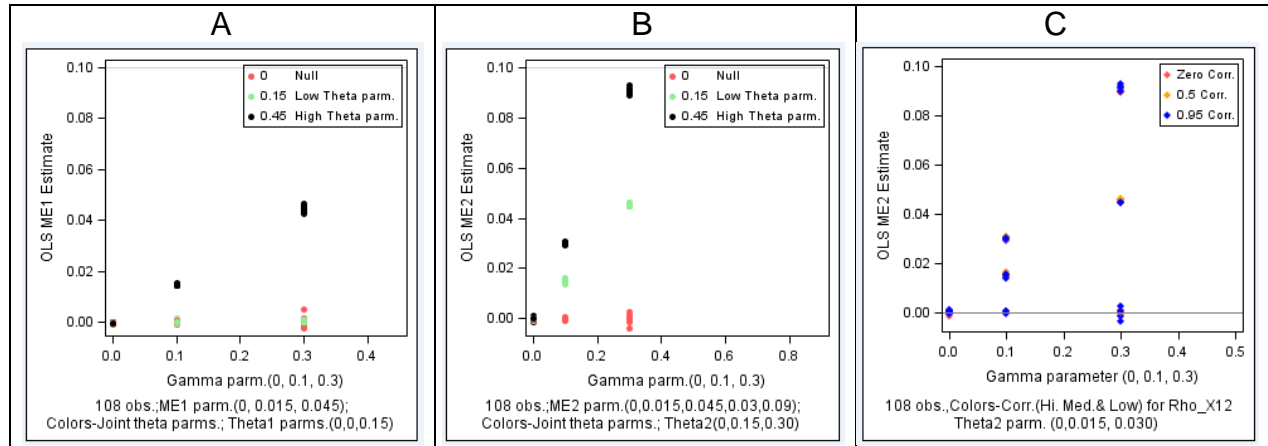 A
B
C
0.10
0.08
0.06
0.04
0.02
0.00
OLS ME1 Estimate
0 Null
0.15 Low Theta parm.
0.45 High Theta parm.
0.0 0.1 0.2 0.3 0.4
Gamma parm.(0, 0.1, 0.3)
108 obs.;ME1 parm.(0, 0.015, 0.045);
Colors-Joint theta parms.; Theta1 parms.(0,0,0.15)
0.10
0.08
0.06
0.04
0.02
0.00
OLS ME2 Estimate
0 Null
0.15 Low Theta parm.
0.45 High Theta parm.
0.0 0.2 0.4 0.6 0.8
Gamma parm.(0, 0.1, 0.3)
108 obs.;ME2 parm.(0,0.015,0.045,0.03,0.09);
Colors-Joint theta parms.; Theta2(0,0.15,0.30)
0.10
0.08
0.06
0.04
0.02
0.00
OLS ME2 Estimate
Zero Corr.
0.5 Corr.
0.95 Corr.
0.0 0.1 0.2 0.3 0.4 0.5
Gamma parameter (0, 0.1, 0.3)
108 obs.,Colors-Corr.(Hi. Med.& Low) for Rho_X12
Theta2 parm. (0,0.015, 0.030)